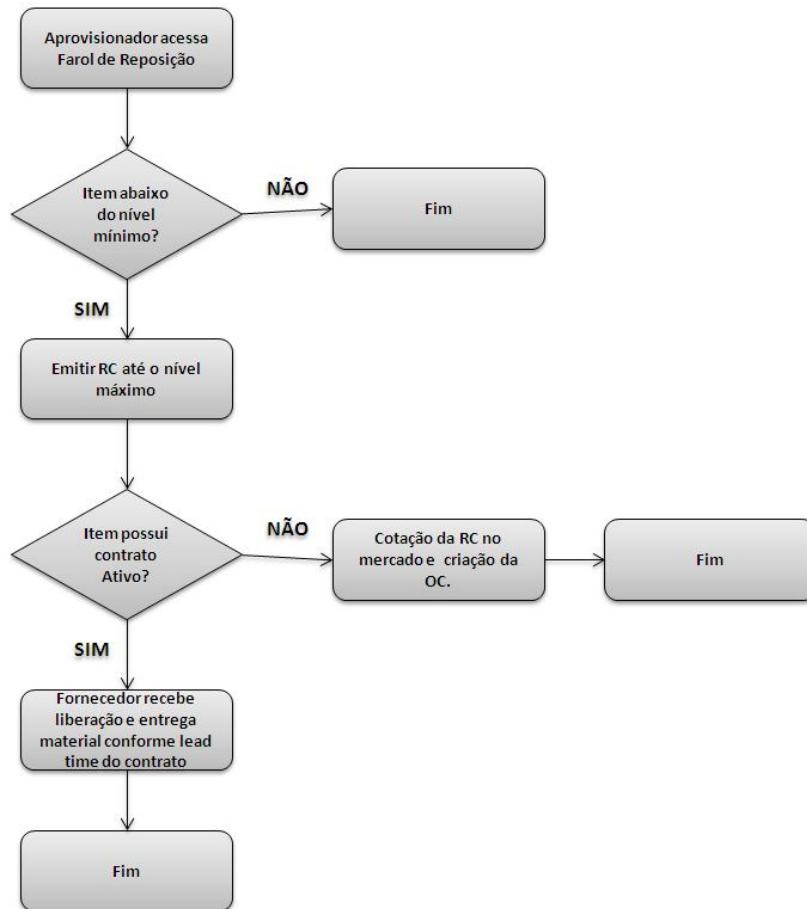 Aprovisionador acessa
Farol de Reposição
Item abaixo
do nível
mínimo?
NÃO
Fim
SIM
Emitir RC até o nível
máximo
Item possui
contrato
Ativo?
NÃO
Cotação da RC no
mercado e criação da
OC.
Fim
SIM
Fornecedor recebe
liberação e entrega
material conforme lead
time do contrato
Fim